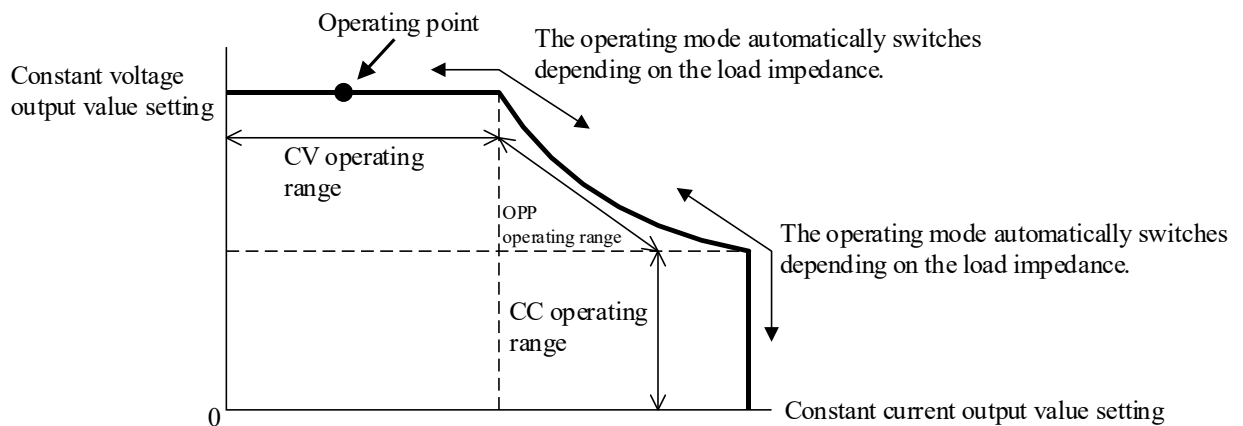 Operating point
The operating mode automatically switches
depending on the load impedance.
Constant voltage
output value setting
CV operating
range
OPP
operating range
The operating mode automatically switches
depending on the load impedance.
CC operating
range
0
Constant current output value setting